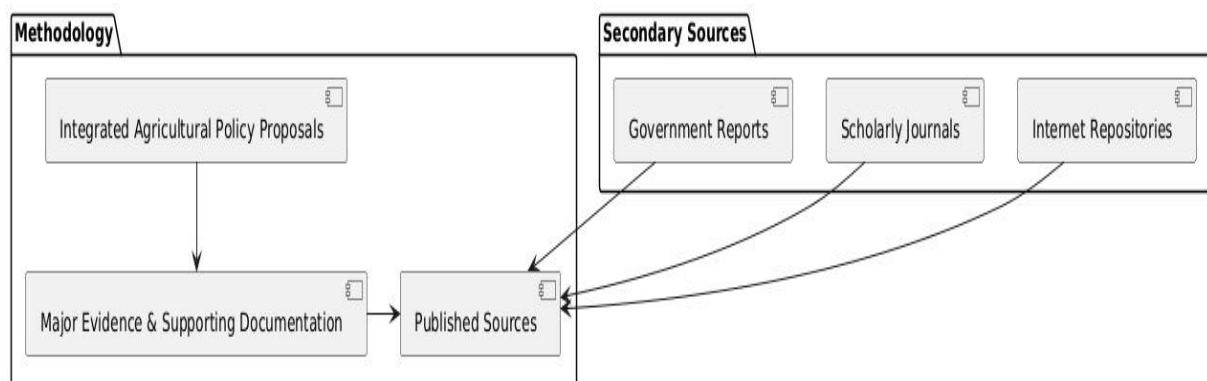 Methodology
Secondary Sources
Integrated Agricultural Policy Proposals
Government Reports
Scholarly Journals
Internet Repositories
Major Evidence & Supporting Documentation
Published Sources